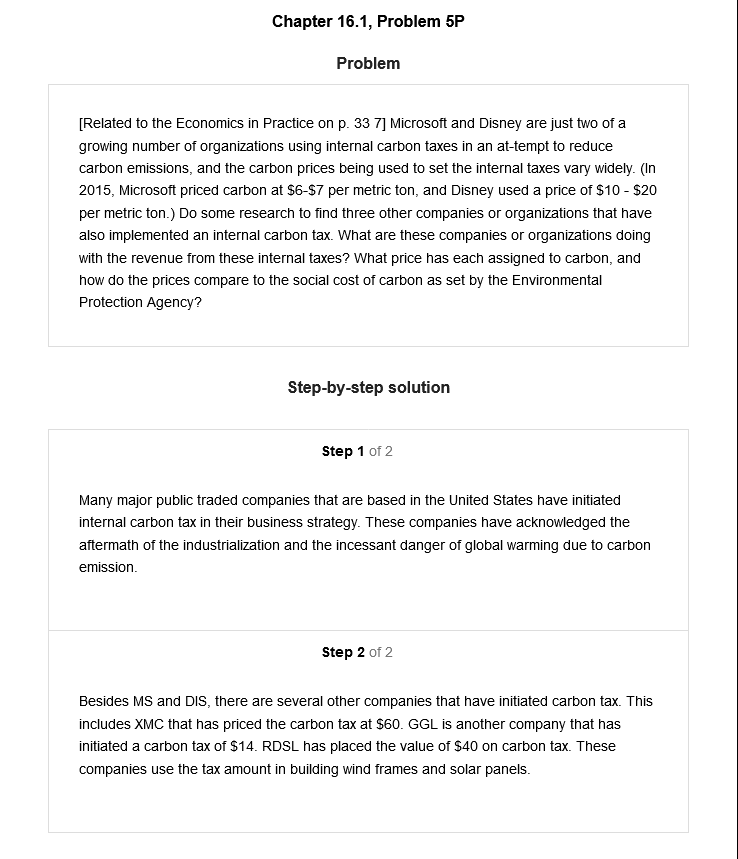 Chapter 16.1, Problem 5P
Problem
[Related to the Economics in Practice on p. 33 7] Microsoft and Disney are just two of a
growing number of organizations using internal carbon taxes in an at-tempt to reduce
carbon emissions, and the carbon prices being used to set the internal taxes vary widely. (In
2015, Microsoft priced carbon at $6-$7 per metric ton, and Disney used a price of $10 - $20
per metric ton.) Do some research to find three other companies or organizations that have
also implemented an internal carbon tax. What are these companies or organizations doing
with the revenue from these internal taxes? What price has each assigned to carbon, and
how do the prices compare to the social cost of carbon as set by the Environmental
Protection Agency?
Step-by-step solution
Step 1 of 2
Many major public traded companies that are based in the United States have initiated
internal carbon tax in their business strategy. These companies have acknowledged the
aftermath of the industrialization and the incessant danger of global warming due to carbon
emission.
Step 2 of 2
Besides MS and DIS, there are several other companies that have initiated carbon tax. This
includes XMC that has priced the carbon tax at $60. GGL is another company that has
initiated a carbon tax of $14. RDSL has placed the value of $40 on carbon tax. These
companies use the tax amount in building wind frames and solar panels.